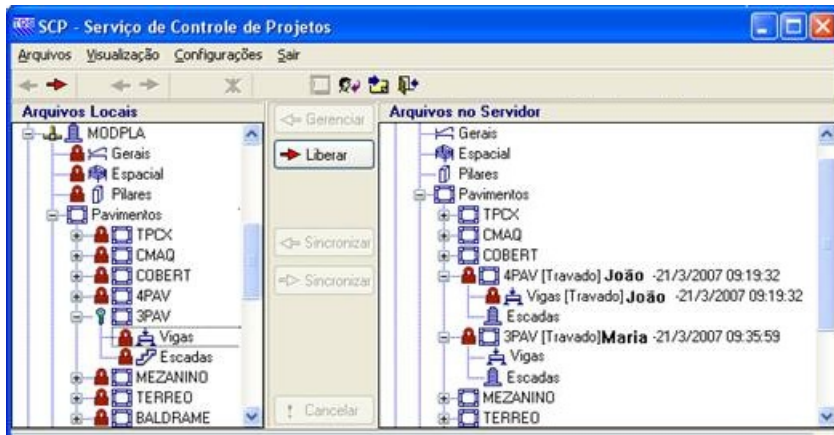 TQS SCP - Serviço de Controle de Projetos
Arquivos Visualização Configurações Sair
Arquivos Locais
MODPLA
Gerais
Espacial
Pilares
Pavimentos
TPCX
CMAQ
COBERT
4PAV
3PAV
Vigas
Escadas
MEZANINO
TERREO
BALDRAME
<= Gerenciar
Liberar
<= Sincronizar
=> Sincronizar
! Cancelar
Arquivos no Servidor
Gerais
Espacial
Pilares
Pavimentos
TPCX
CMAQ
COBERT
4PAV [Travado] João -21/3/2007 09:19:32
Vigas [Travado] João -21/3/2007 09:19:32
Escadas
3PAV [Travado]Maria -21/3/2007 09:35:59
Vigas
Escadas
MEZANINO
TERREO